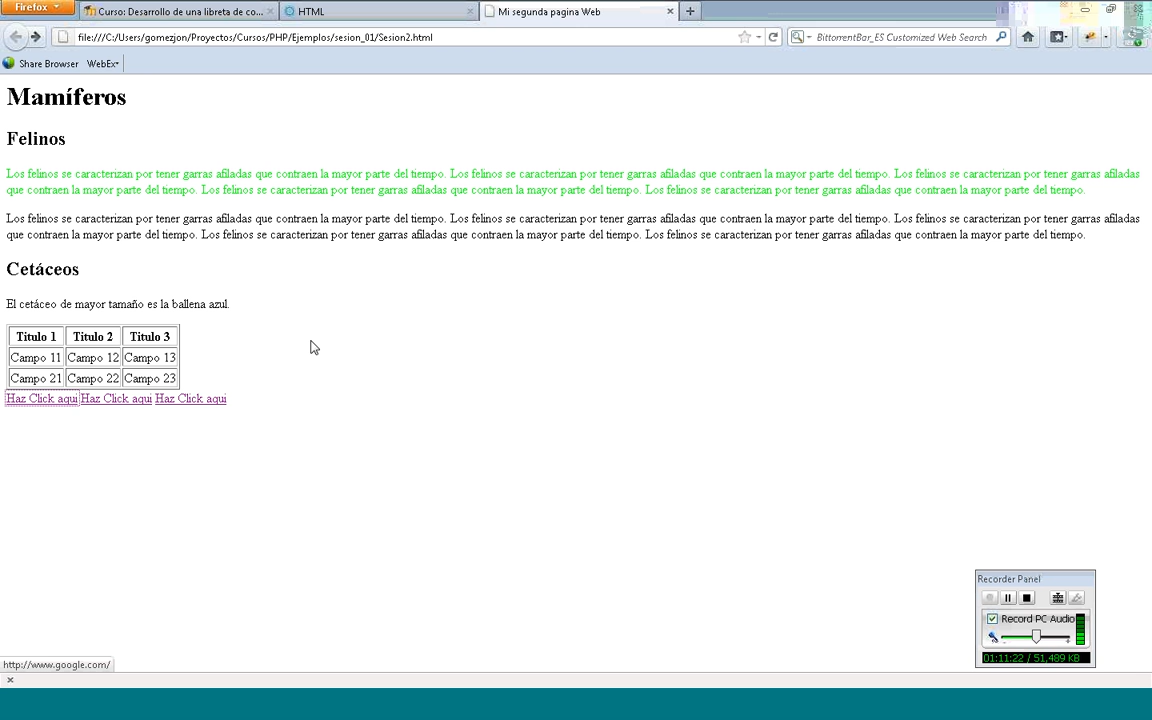 Firefox
Curso: Desarrollo de una libreta de co...
HTML
Mi segunda pagina Web
file:///C:/Users/gomezjon/Proyectos/Cursos/PHP/Ejemplos/sesion_01/Sesion2.html
BittorrentBar_ES Customized Web Search
Share Browser WebEx
Mamíferos
Felinos
Los felinos se caracterizan por tener garras afiladas que contraen la mayor parte del tiempo. Los felinos se caracterizan por tener garras afiladas que contraen la mayor parte del tiempo. Los felinos se caracterizan por tener garras afiladas
que contraen la mayor parte del tiempo. Los felinos se caracterizan por tener garras afiladas que contraen la mayor parte del tiempo. Los felinos se caracterizan por tener garras afiladas que contraen la mayor parte del tiempo.
Los felinos se caracterizan por tener garras afiladas que contraen la mayor parte del tiempo. Los felinos se caracterizan por tener garras afiladas que contraen la mayor parte del tiempo. Los felinos se caracterizan por tener garras afiladas
que contraen la mayor parte del tiempo. Los felinos se caracterizan por tener garras afiladas que contraen la mayor parte del tiempo. Los felinos se caracterizan por tener garras afiladas que contraen la mayor parte del tiempo.
Cetáceos
El cetáceo de mayor tamaño es la ballena azul.
Titulo 1 Titulo 2 Titulo 3
Campo 11 Campo 12 Campo 13
Campo 21 Campo 22 Campo 23
Haz Click aqui Haz Click aqui Haz Click aqui
Recorder Panel
Record PC Audio
01:11:22 / 51,489 KB
http://www.google.com/